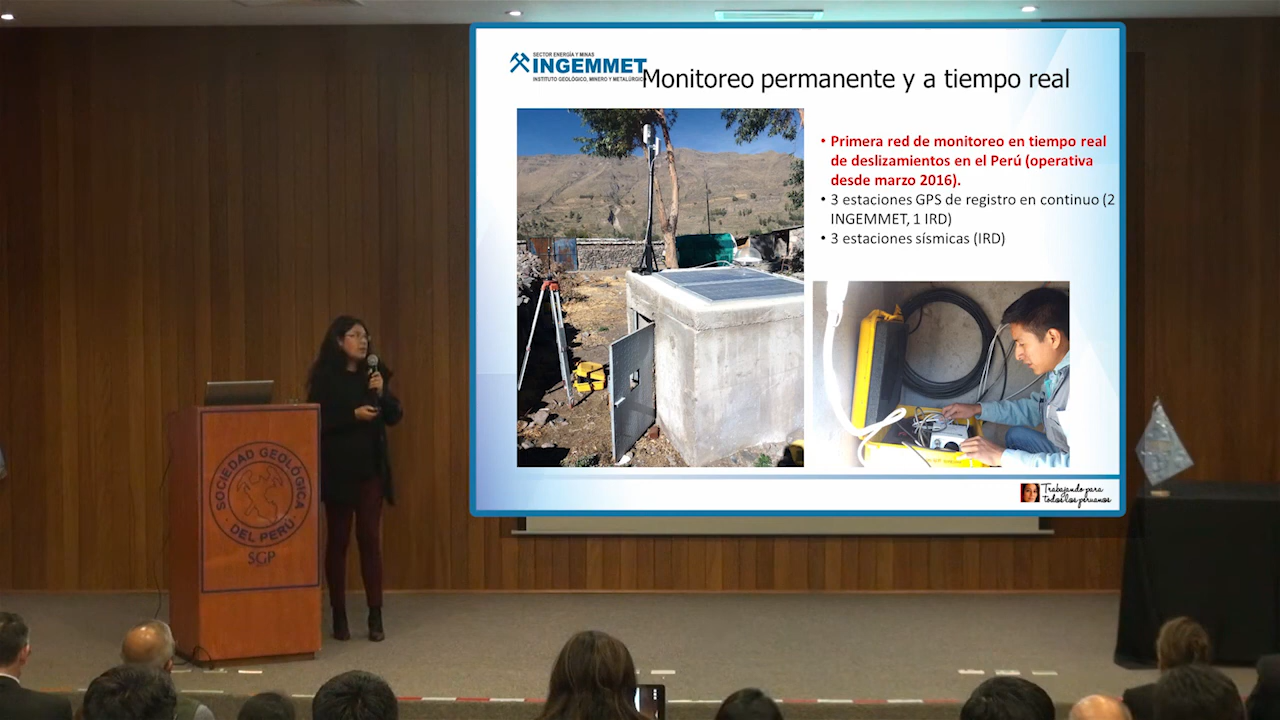 SECTOR ENERGÍA Y MINAS
INGEMMET
INSTITUTO GEOLÓGICO, MINERO Y METALÚRGICO
Monitoreo permanente y a tiempo real
• Primera red de monitoreo en tiempo real
de deslizamientos en el Perú (operativa
desde marzo 2016).
• 3 estaciones GPS de registro en continuo (2
INGEMMET, 1 IRD)
• 3 estaciones sísmicas (IRD)
Trabajando para
todos los peruanos
SOCIEDAD GEOLÓGICA
· DEL PERÚ ·
SGP